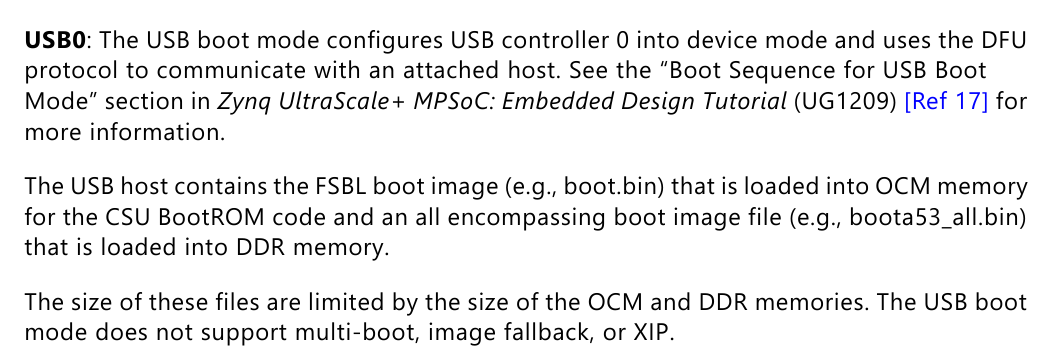 USB0: The USB boot mode configures USB controller 0 into device mode and uses the DFU
protocol to communicate with an attached host. See the “Boot Sequence for USB Boot
Mode” section in Zynq UltraScale+ MPSoC: Embedded Design Tutorial (UG1209) [Ref 17] for
more information.
The USB host contains the FSBL boot image (e.g., boot.bin) that is loaded into OCM memory
for the CSU BootROM code and an all encompassing boot image file (e.g., boota53_all.bin)
that is loaded into DDR memory.
The size of these files are limited by the size of the OCM and DDR memories. The USB boot
mode does not support multi-boot, image fallback, or XIP.